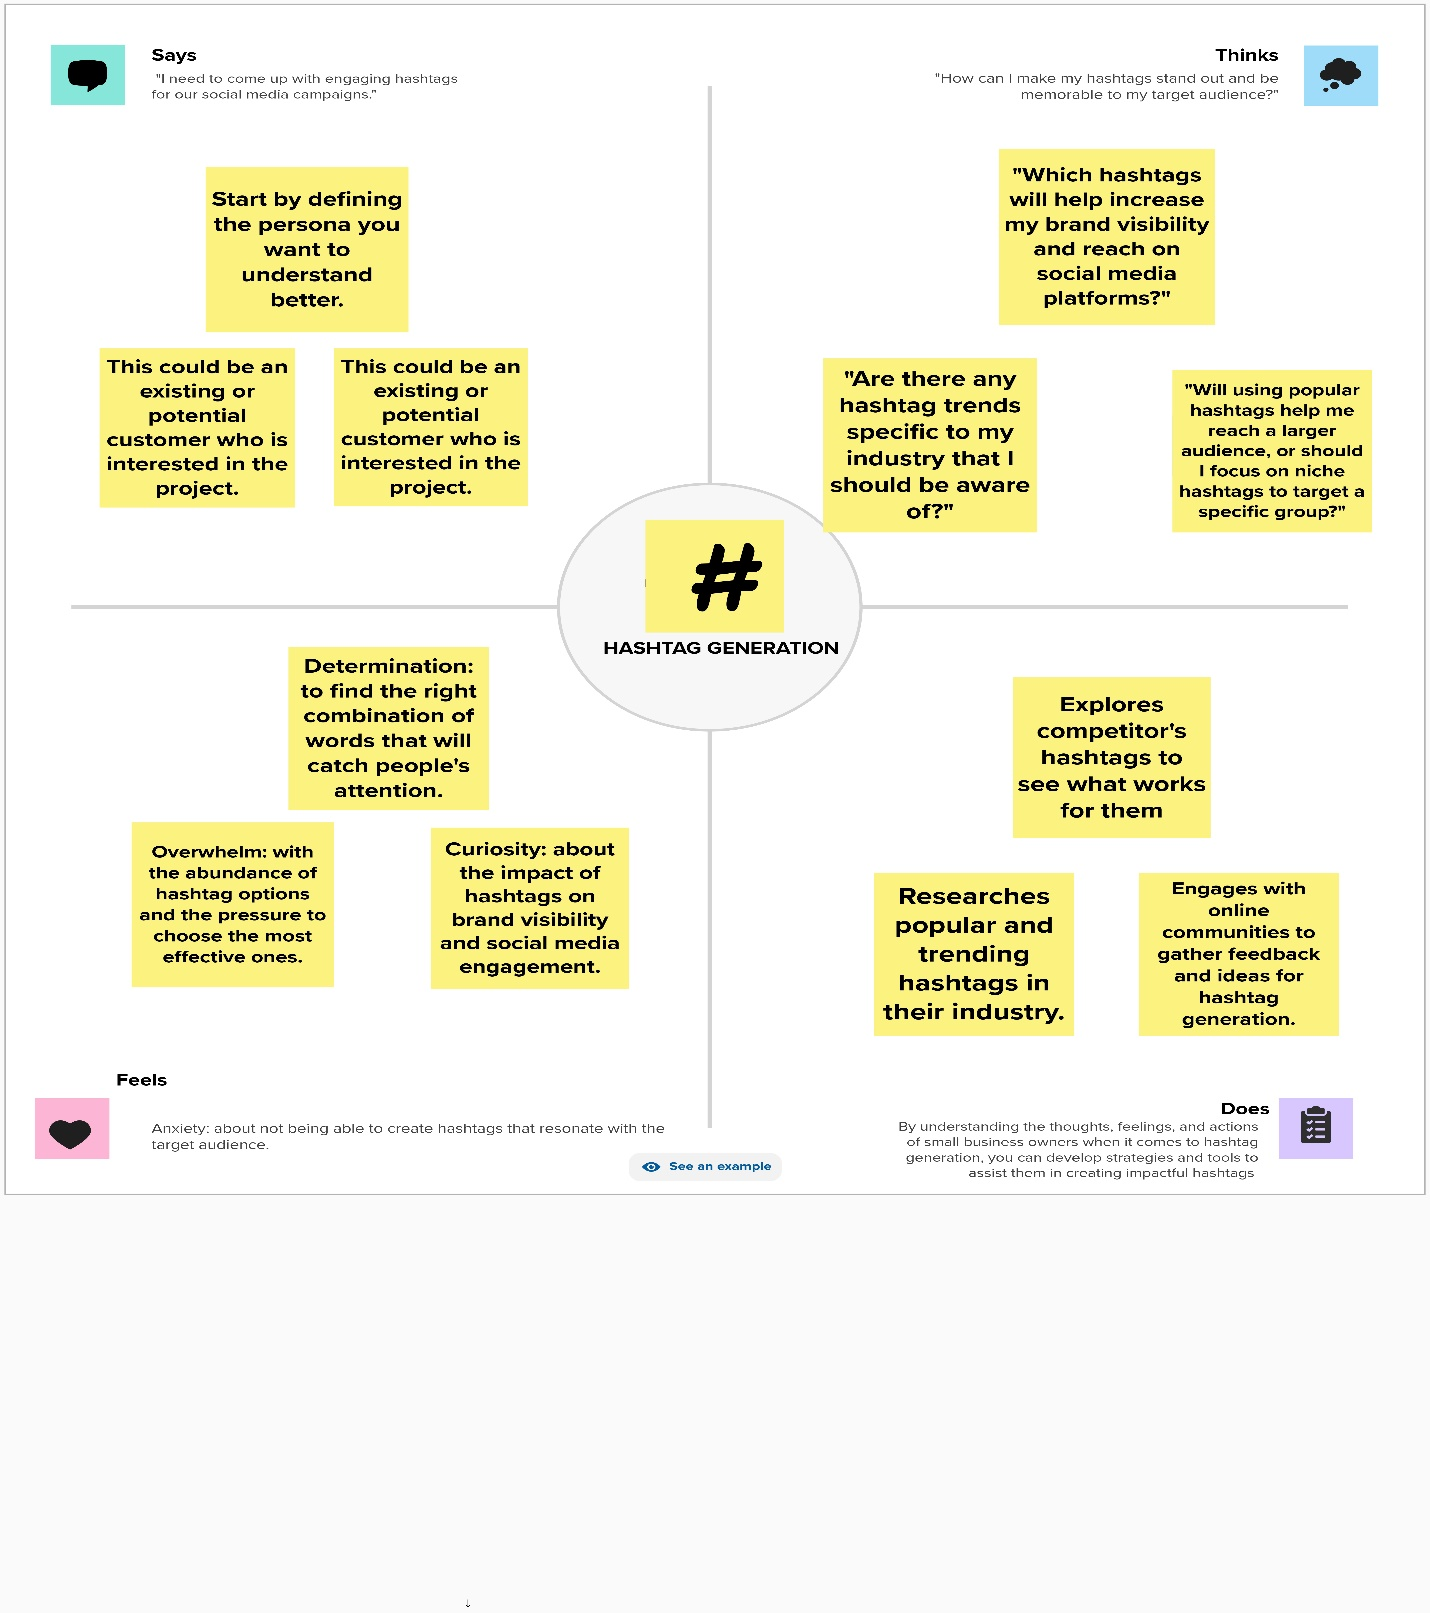 Says
"I need to come up with engaging hashtags
for our social media campaigns."
Thinks
"How can I make my hashtags stand out and be
memorable to my target audience?"
Start by defining
the persona you
want to
understand
better.
This could be an
existing or
potential
customer who is
interested in the
project.
This could be an
existing or
potential
customer who is
interested in the
project.
"Which hashtags
will help increase
my brand visibility
and reach on
social media
platforms?"
"Are there any
hashtag trends
specific to my
industry that I
should be aware
of?"
"Will using popular
hashtags help me
reach a larger
audience, or should
I focus on niche
hashtags to target a
specific group?"
#
HASHTAG GENERATION
Determination:
to find the right
combination of
words that will
catch people's
attention.
Overwhelm: with
the abundance of
hashtag options
and the pressure to
choose the most
effective ones.
Curiosity: about
the impact of
hashtags on
brand visibility
and social media
engagement.
Explores
competitor's
hashtags to
see what works
for them
Researches
popular and
trending
hashtags in
their industry.
Engages with
online
communities to
gather feedback
and ideas for
hashtag
generation.
Feels
Anxiety: about not being able to create hashtags that resonate with the
target audience.
Does
By understanding the thoughts, feelings, and actions
of small business owners when it comes to hashtag
generation, you can develop strategies and tools to
assist them in creating impactful hashtags
See an example
↓